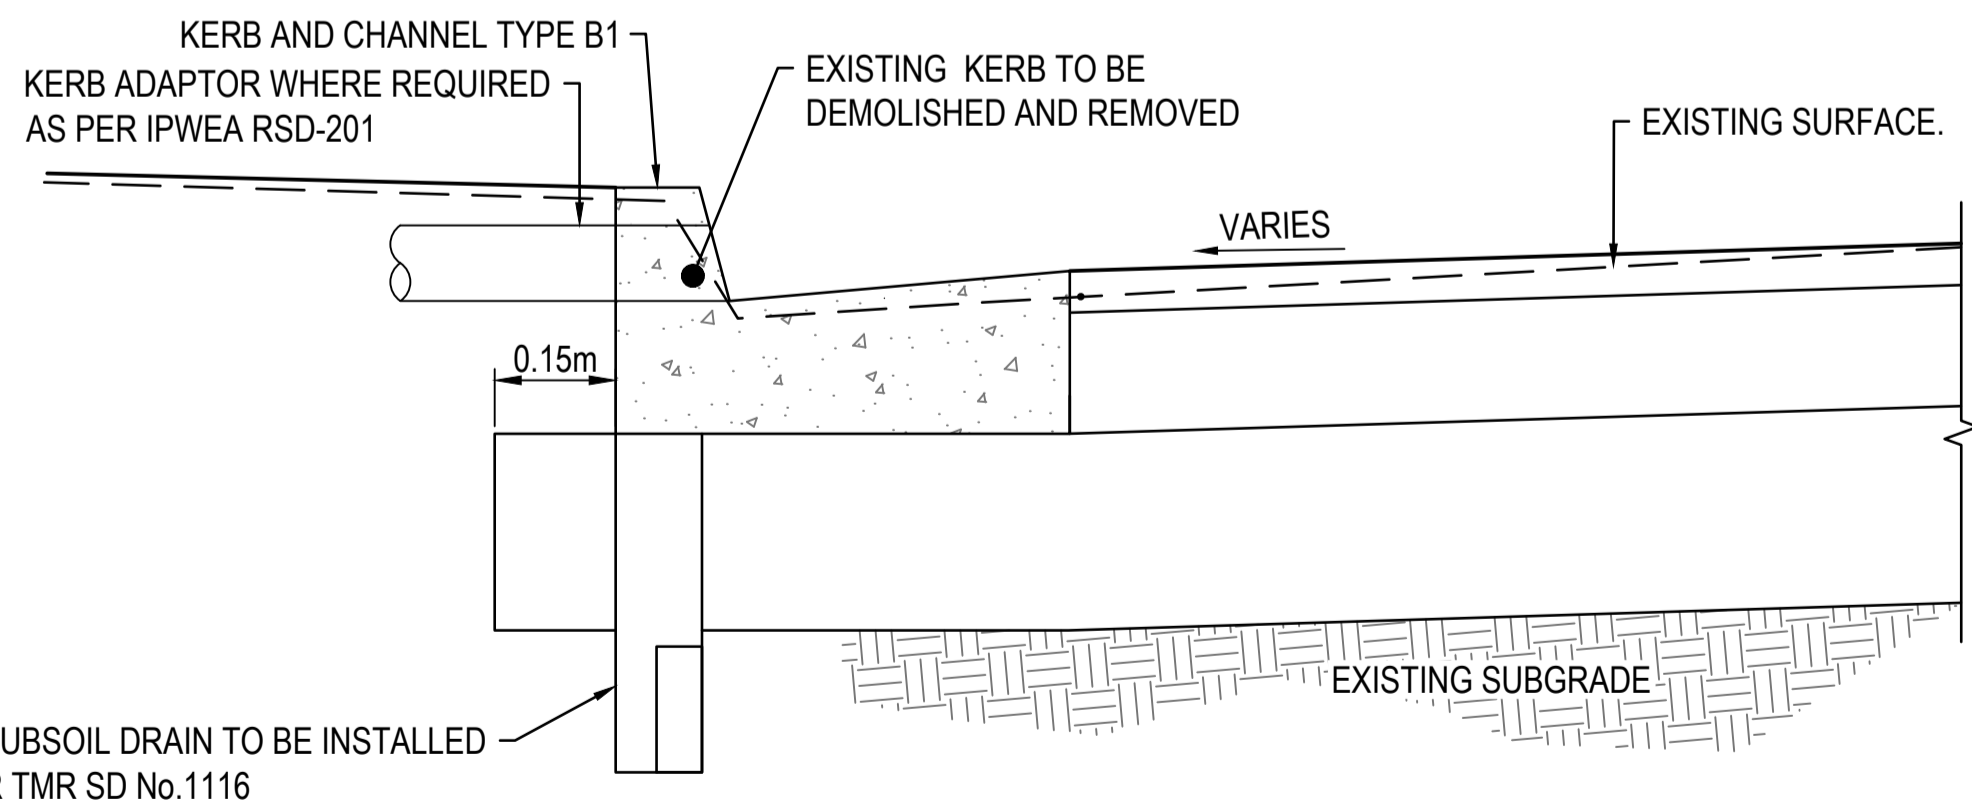 KERB AND CHANNEL TYPE B1
KERB ADAPTOR WHERE REQUIRED
AS PER IPWEA RSD-201
EXISTING KERB TO BE
DEMOLISHED AND REMOVED
EXISTING SURFACE.
VARIES
0.15m
EXISTING SUBGRADE
UBSOIL DRAIN TO BE INSTALLED
R TMR SD No.1116